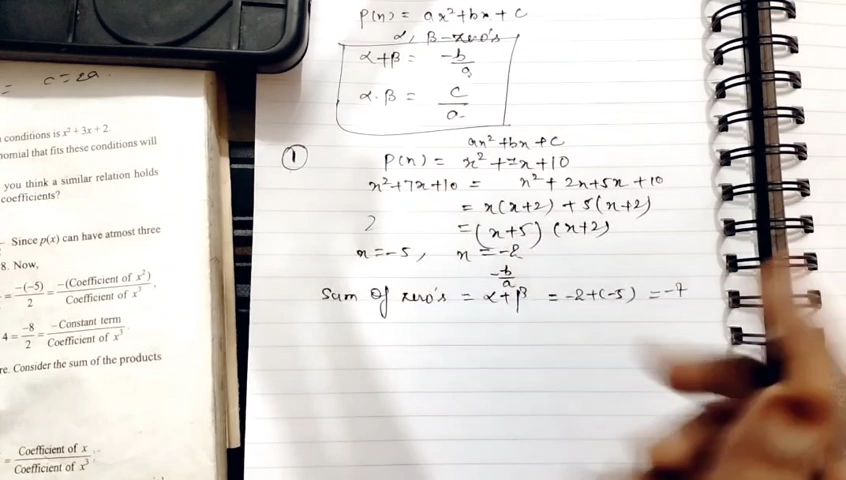 = c = 2a.
conditions is x² + 3x + 2.
nomial that fits these conditions will
you think a similar relation holds
coefficients?
Since p(x) can have atmost three
8. Now,
= -(-5)/2 = -(Coefficient of x²)/Coefficient of x³,
4 = -8/2 = -Constant term/Coefficient of x³.
re. Consider the sum of the products
= Coefficient of x/Coefficient of x³.
P(n) = ax² + bx + c
α, β - zero's
α+β = -b/a
α.β = c/a
ax² + bx + c
① P(n) = x² + 7x + 10
x² + 7x + 10 = x² + 2x + 5x + 10
= x(x+2) + 5(x+2)
= (x+5) (x+2)
x = -5, x = -2
-b/a
Sum of zero's = α+β = -2+(-5) = -7